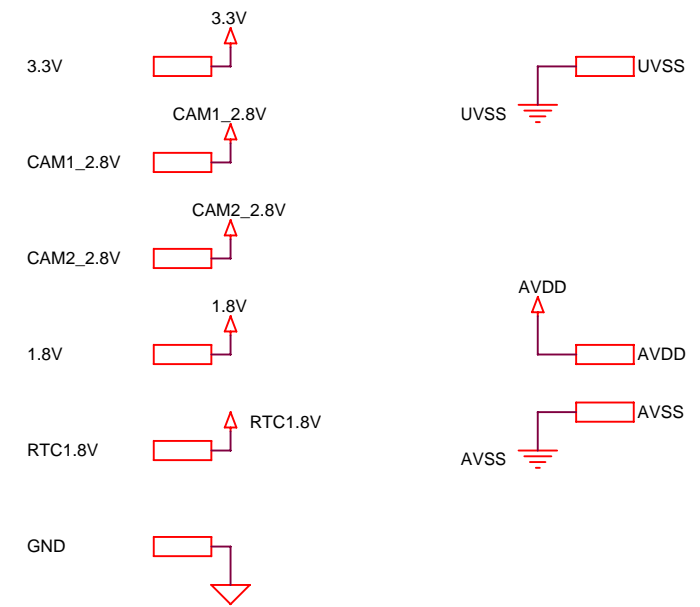 3.3V
3.3V
UVSS
CAM1_2.8V
UVSS
CAM1_2.8V
CAM2_2.8V
CAM2_2.8V
AVDD
1.8V
1.8V
AVDD
AVSS
RTC1.8V
RTC1.8V
AVSS
GND